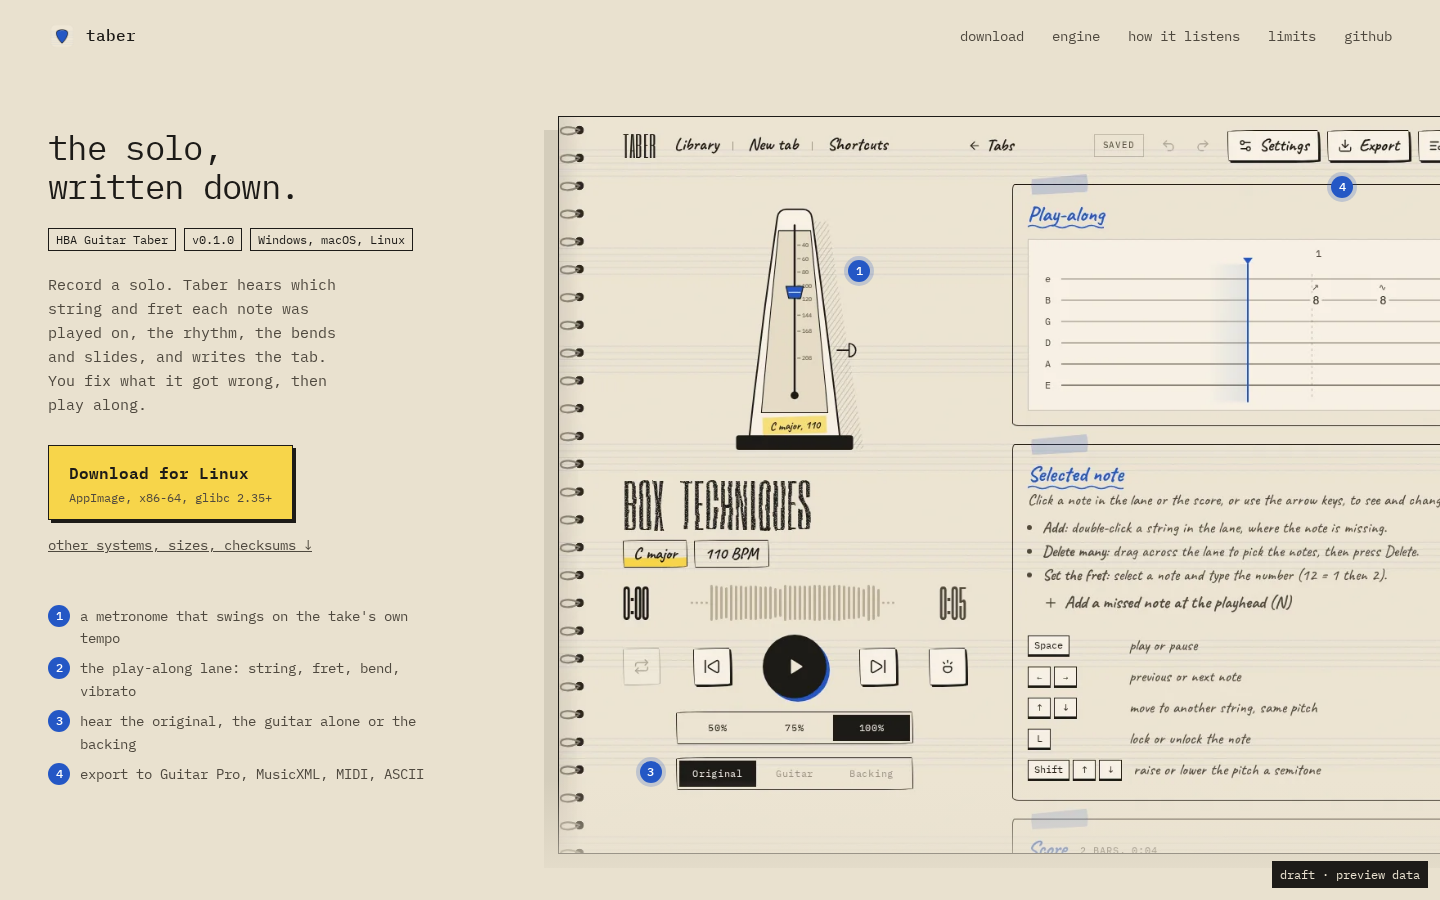 taber
download engine how it listens limits github
the solo,
written down.
HBA Guitar Taber v0.1.0 Windows, macOS, Linux
Record a solo. Taber hears which
string and fret each note was
played on, the rhythm, the bends
and slides, and writes the tab.
You fix what it got wrong, then
play along.
Download for Linux
AppImage, x86-64, glibc 2.35+
other systems, sizes, checksums ↓
1 a metronome that swings on the take's own
tempo
2 the play-along lane: string, fret, bend,
vibrato
3 hear the original, the guitar alone or the
backing
4 export to Guitar Pro, MusicXML, MIDI, ASCII
TABER Library | New tab | Shortcuts ← Tabs SAVED Settings Export
4
1
40
60
80
100
120
144
160
200
C major, 110
BOX TECHNIQUES
C major 110 BPM
0:00 0:05
50% 75% 100%
3
Original Guitar Backing
Play-along
1
e
B 8 8
G
D
A
E
Selected note
Click a note in the lane or the score, or use the arrow keys, to see and chang
• Add: double-click a string in the lane, where the note is missing.
• Delete many: drag across the lane to pick the notes, then press Delete.
• Set the fret: select a note and type the number (12 = 1 then 2).
+ Add a missed note at the playhead (N)
Space play or pause
← → previous or next note
↑ ↓ move to another string, same pitch
L lock or unlock the note
Shift ↑ ↓ raise or lower the pitch a semitone
Score 2 BARS, 0:04
draft · preview data